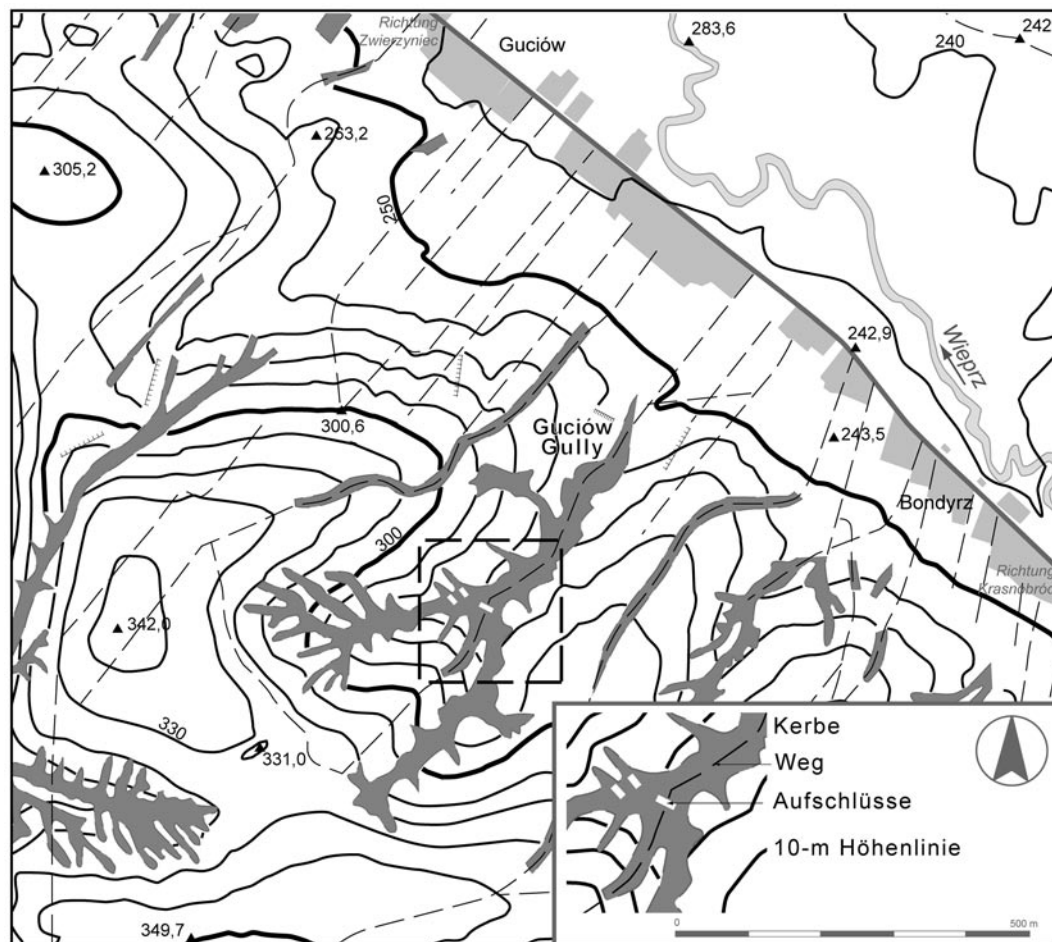 Richtung
Zwierzyniec
Guciów
283,6
240
242
263,2
305,2
250
Wieprz
242,9
300,6
Guciów
Gully
243,5
Bondyrz
300
Richtung
Krasnobród
342,0
330
331,0
349,7
Kerbe
Weg
Aufschlüsse
10-m Höhenlinie
0
500 m